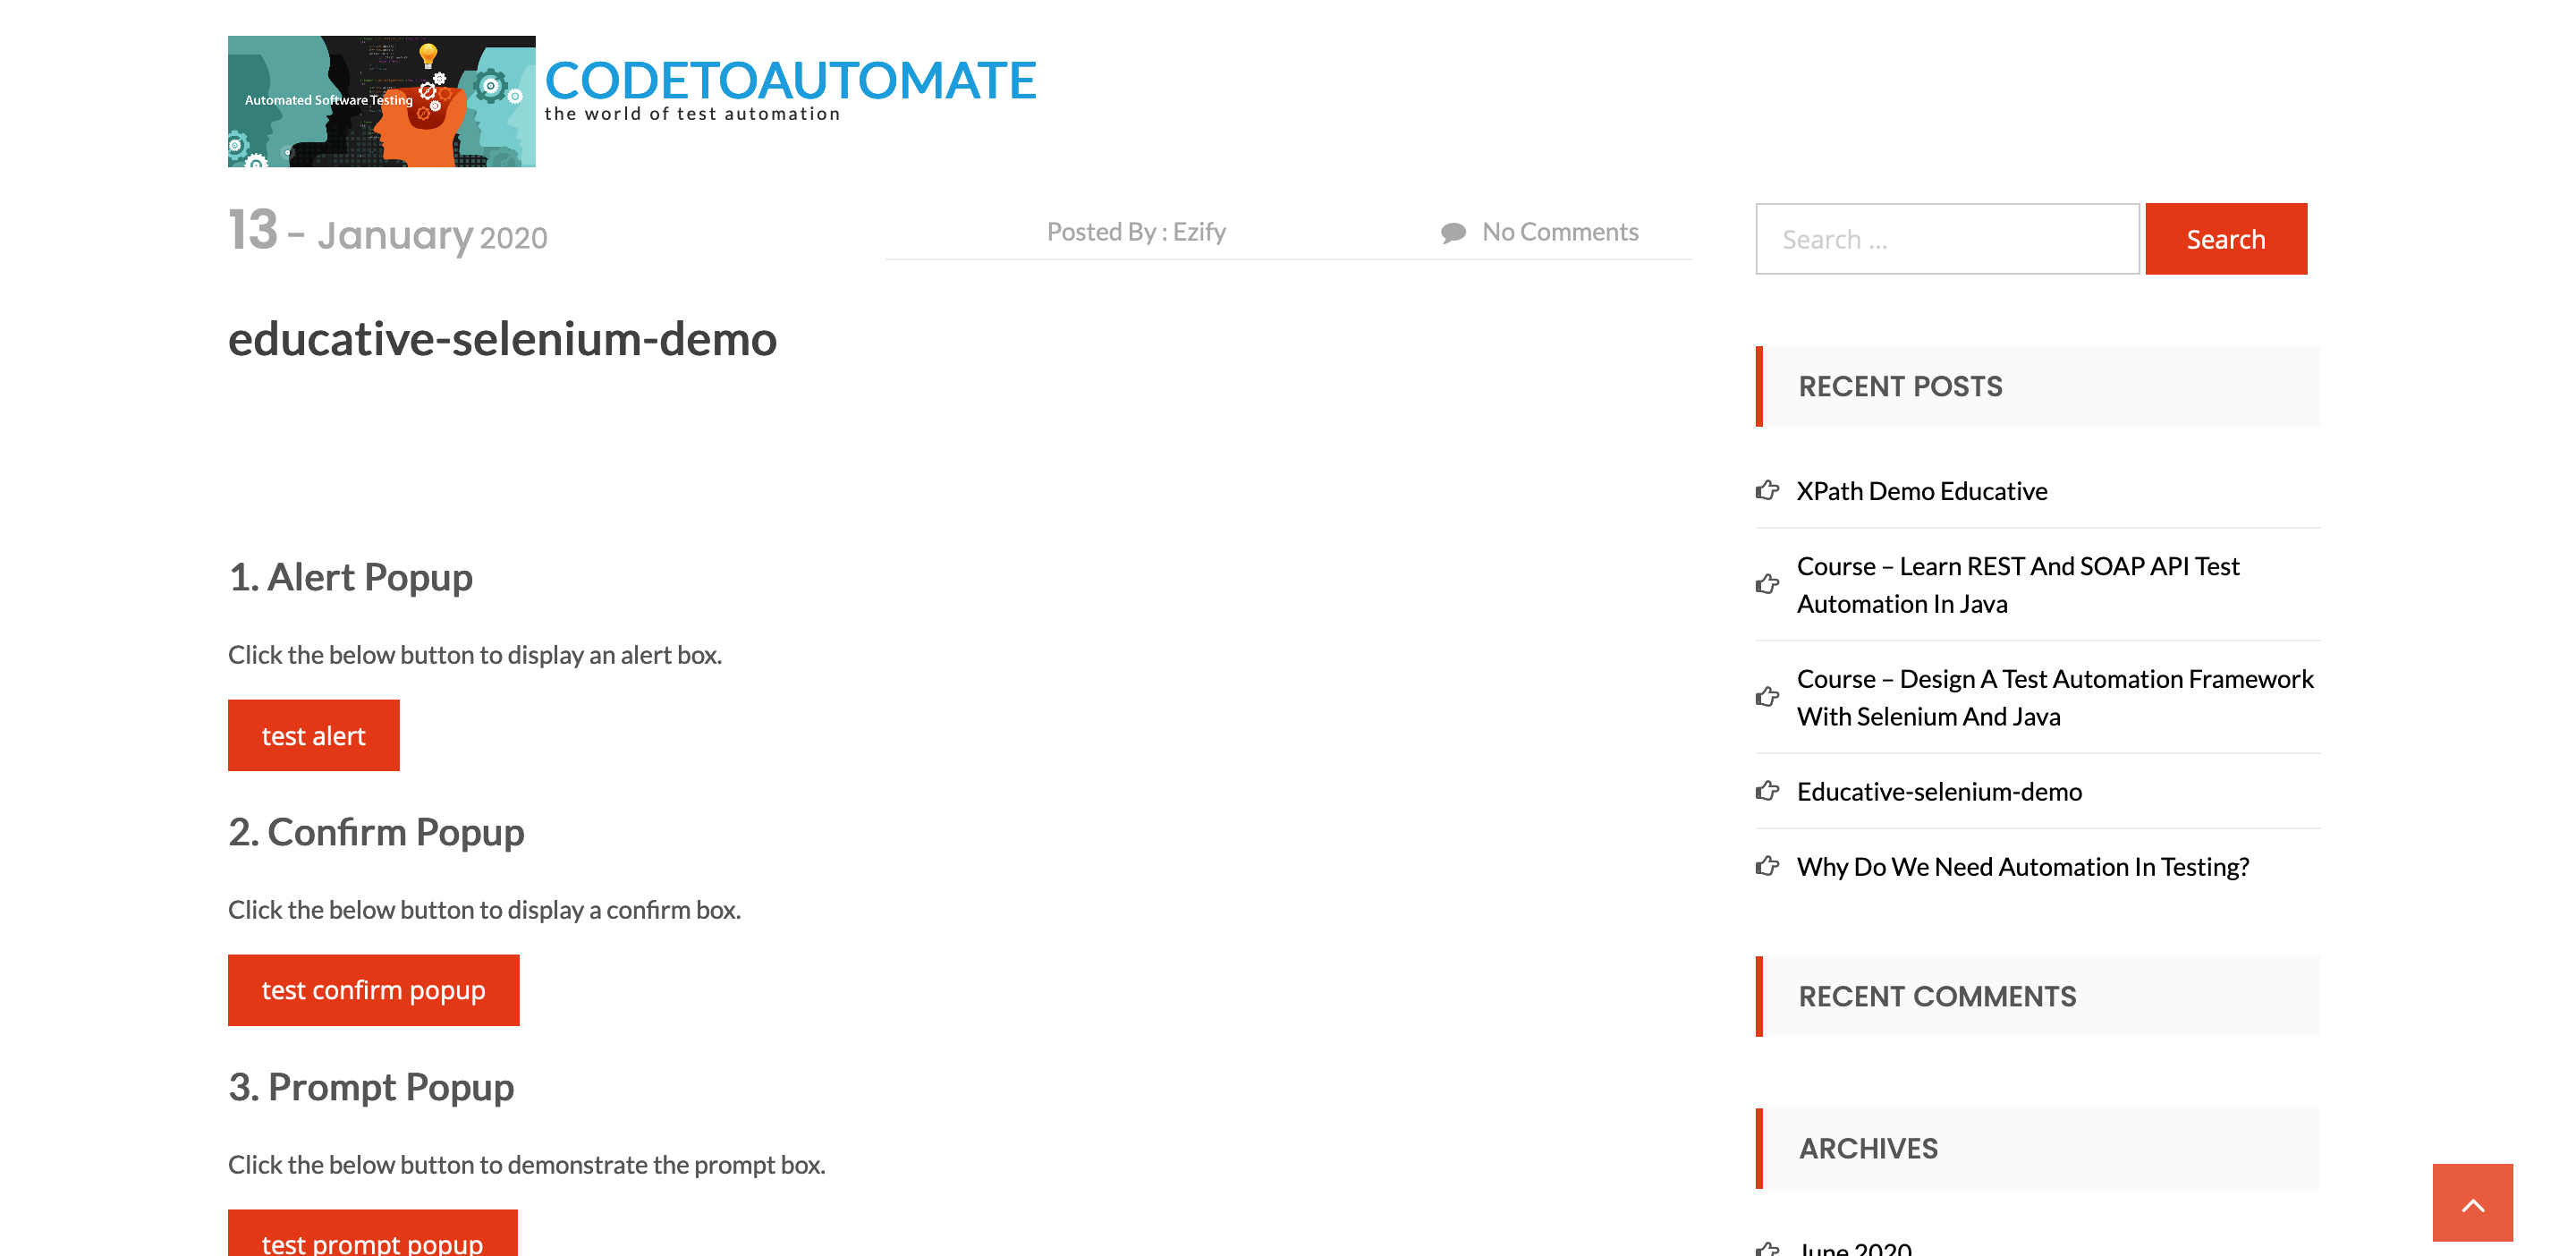 Automated Software Testing
CODETOAUTOMATE
the world of test automation
13 - January 2020
Posted By : Ezify
No Comments
educative-selenium-demo
1. Alert Popup
Click the below button to display an alert box.
test alert
2. Confirm Popup
Click the below button to display a confirm box.
test confirm popup
3. Prompt Popup
Click the below button to demonstrate the prompt box.
test prompt popup
Search ...
Search
RECENT POSTS
XPath Demo Educative
Course – Learn REST And SOAP API Test
Automation In Java
Course – Design A Test Automation Framework
With Selenium And Java
Educative-selenium-demo
Why Do We Need Automation In Testing?
RECENT COMMENTS
ARCHIVES
June 2020